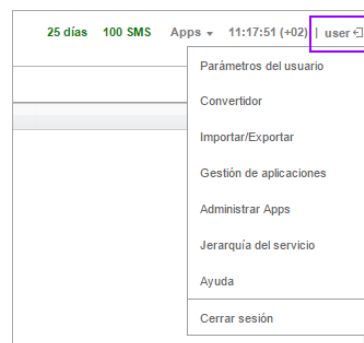 25 días 100 SMS Apps 11:17:51 (+02) | user
Parámetros del usuario
Convertidor
Importar/Exportar
Gestión de aplicaciones
Administrar Apps
Jerarquía del servicio
Ayuda
Cerrar sesión